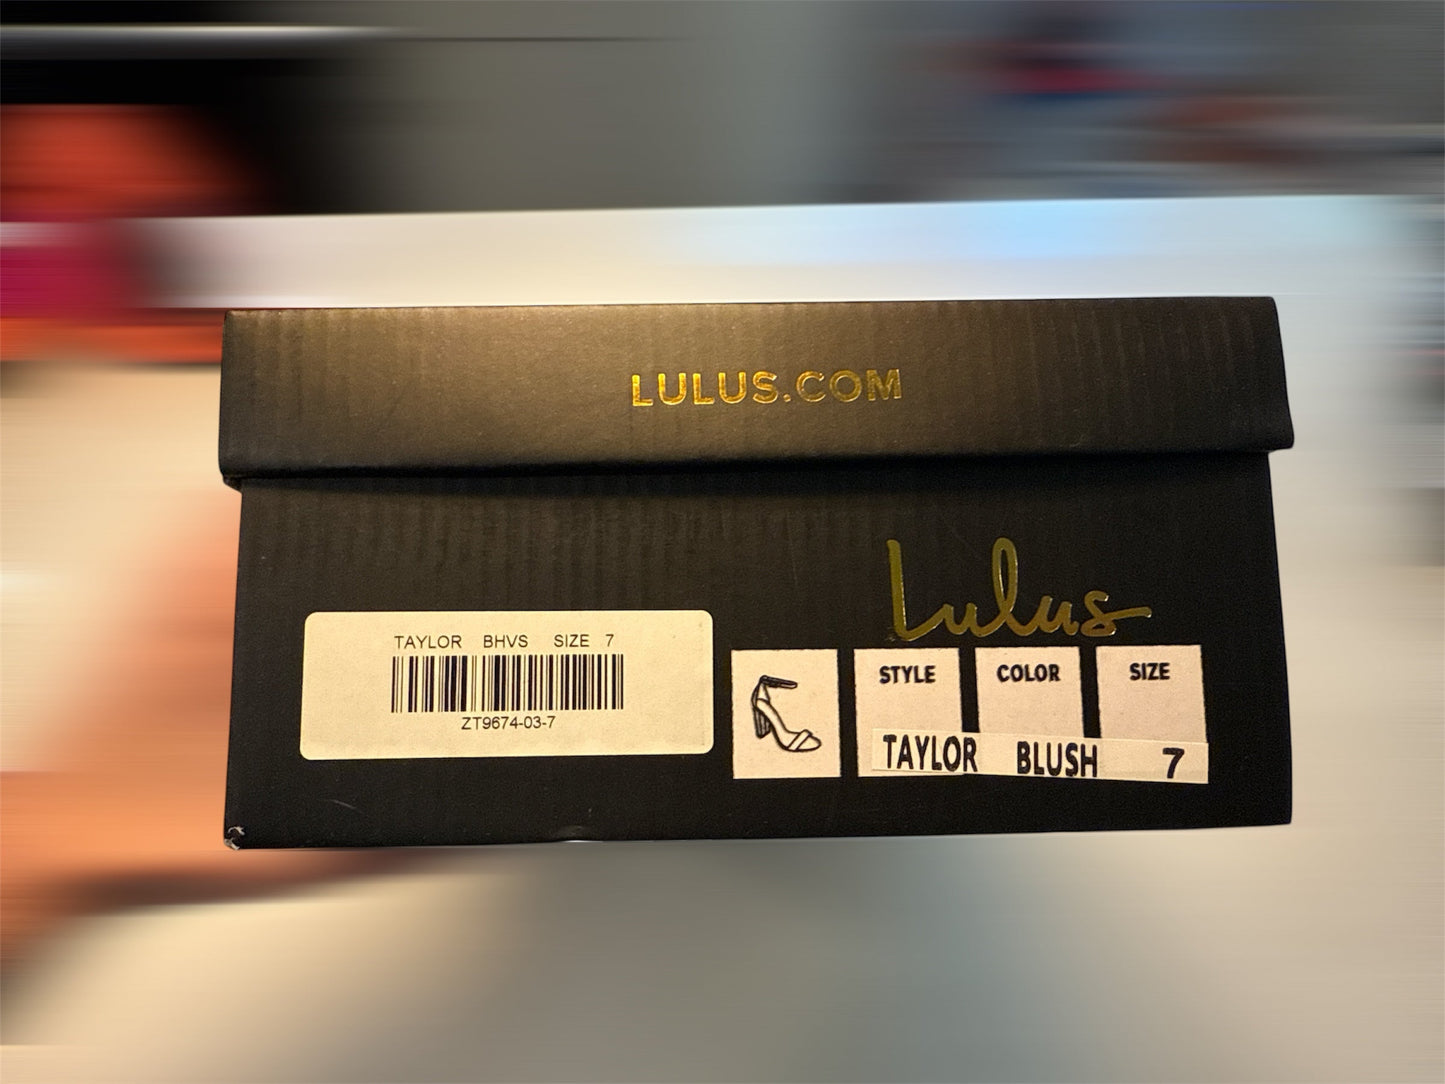 LULUS.COM
Lulus
TAYLOR BHVS SIZE 7
ZT9674-03-7
STYLE COLOR SIZE
TAYLOR BLUSH 7